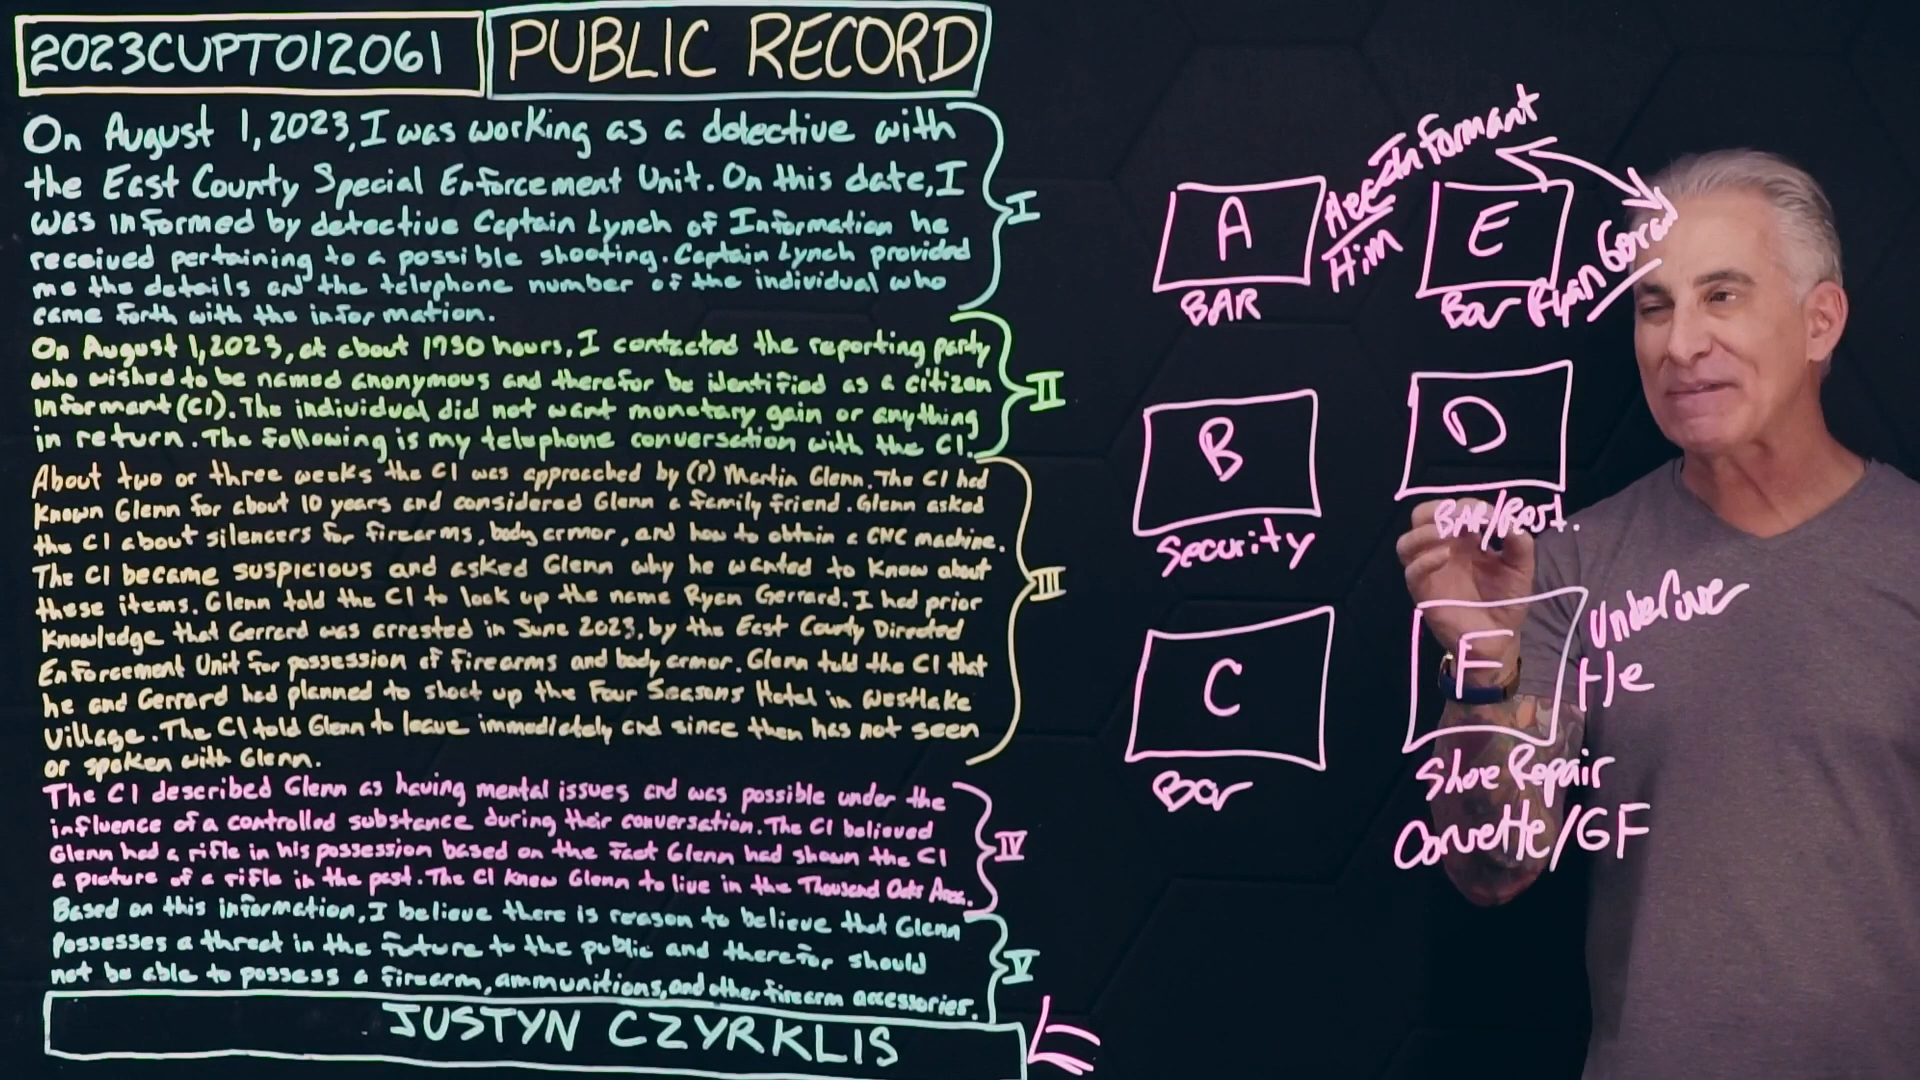 2023CUPT012061
PUBLIC RECORD
On August 1, 2023, I was working as a detective with
the East County Special Enforcement Unit. On this date, I
was informed by detective Captain Lynch of Information he
received pertaining to a possible shooting. Captain Lynch provided
me the details and the telephone number of the individual who
came forth with the information.
I
On August 1, 2023, at about 1730 hours, I contacted the reporting party
who wished to be named anonymous and therefor be identified as a citizen
informant (CI). The individual did not want monetary gain or anything
in return. The following is my telephone conversation with the CI.
II
About two or three weeks the CI was approached by (P) Martin Glenn. The CI had
Known Glenn for about 10 years and considered Glenn a family friend. Glenn asked
the CI about silencers for firearms, body armor, and how to obtain a CNC machine.
The CI became suspicious and asked Glenn why he wanted to know about
these items. Glenn told the CI to look up the name Ryan Gerrard. I had prior
Knowledge that Gerrard was arrested in June 2023, by the East County Directed
Enforcement Unit for possession of firearms and body armor. Glenn told the CI that
he and Gerrard had planned to shoot up the Four Seasons Hotel in Westlake
Village. The CI told Glenn to leave immediately and since then has not seen
or spoken with Glenn.
III
The CI described Glenn as having mental issues and was possible under the
influence of a controlled substance during their conversation. The CI believed
Glenn had a rifle in his possession based on the fact Glenn had shown the CI
a picture of a rifle in the past. The CI knew Glenn to live in the Thousand Oaks Area.
IV
Based on this information, I believe there is reason to believe that Glenn
Possesses a threat in the future to the public and therefor should
not be able to possess a firearm, ammunitions, and other firearm accessories.
V
JUSTYN CZYRKLIS
A
BAR
Informant
Him
E
Bar
Ryan
B
Security
D
BAR/Rest.
C
Bar
F
Undercover
He
Shoe Repair
Corvette/GF